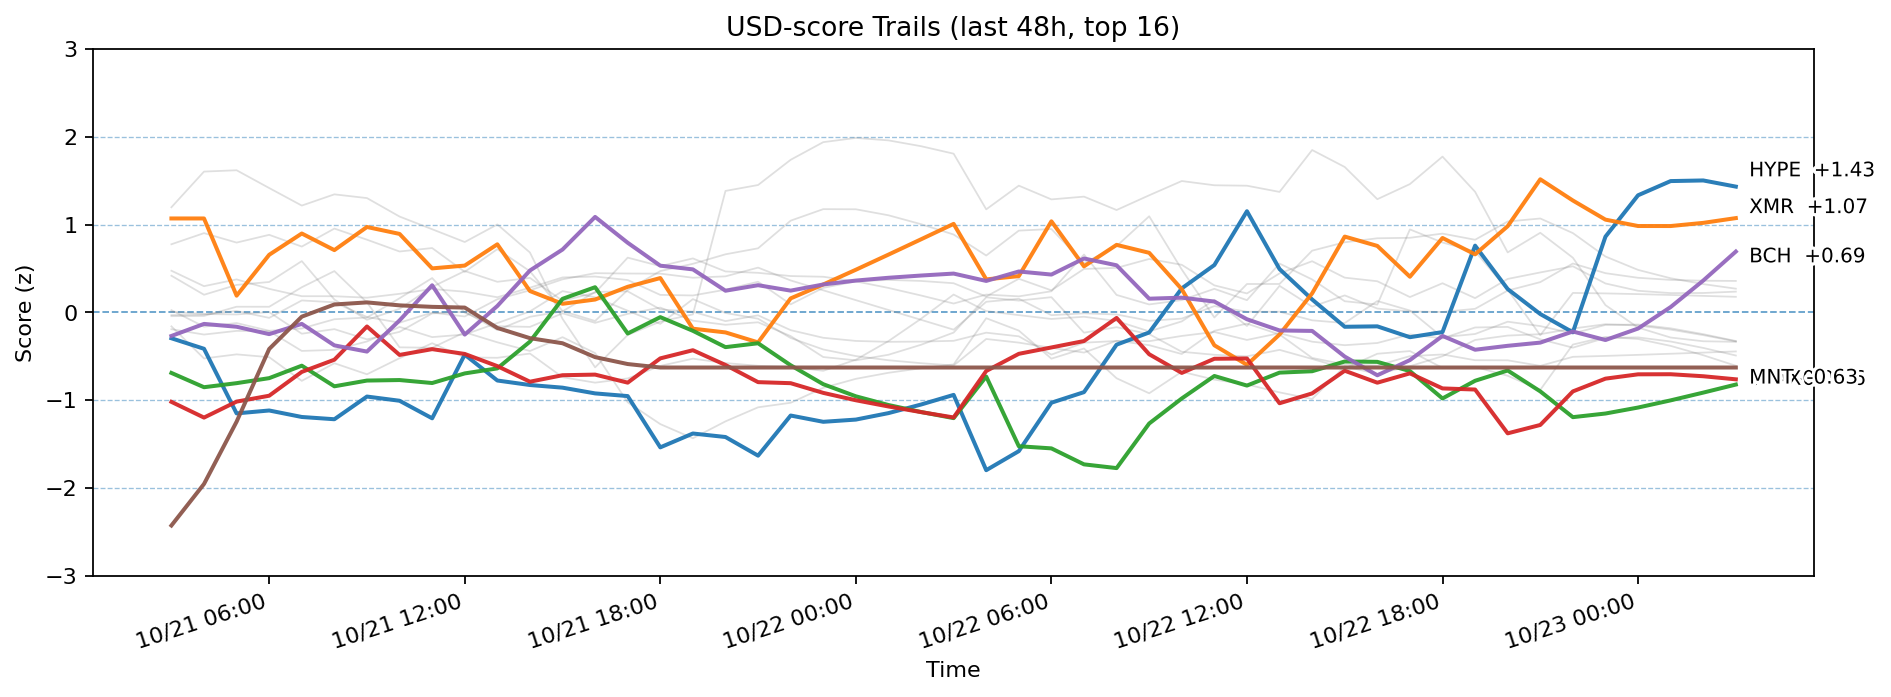 USD-score Trails (last 48h, top 16)
3
2
1
0
−1
−2
−3
Score (z)
HYPE +1.43
XMR +1.07
BCH +0.69
MNT
10/21 06:00
10/21 12:00
10/21 18:00
10/22 00:00
10/22 06:00
10/22 12:00
10/22 18:00
10/23 00:00
Time